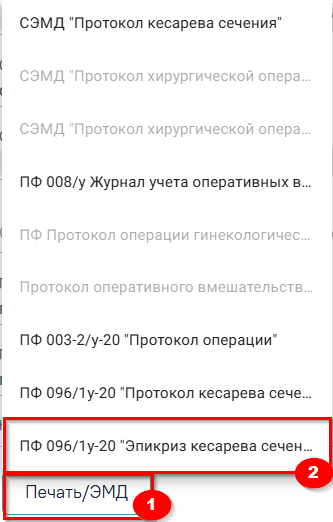 СЭМД "Протокол кесарева сечения"
СЭМД "Протокол хирургической опера...
СЭМД "Протокол хирургической опера...
ПФ 008/у Журнал учета оперативных в...
ПФ Протокол операции гинекологичес...
Протокол оперативного вмешательств...
ПФ 003-2/у-20 "Протокол операции"
ПФ 096/1у-20 "Протокол кесарева сече...
ПФ 096/1у-20 "Эпикриз кесарева сечен...
2
Печать/ЭМД
1